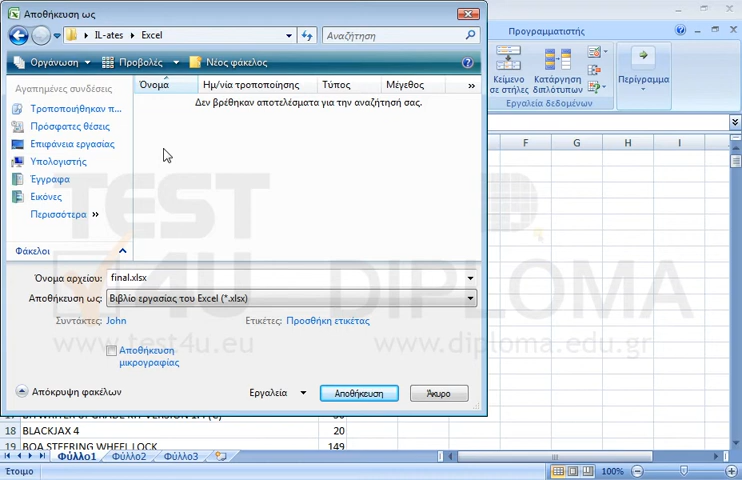 Αποθήκευση ως
IL-ates ▸ Excel
Αναζήτηση
Οργάνωση Προβολές Νέος φάκελος
Αγαπημένες συνδέσεις
Τροποποιήθηκαν π...
Πρόσφατες θέσεις
Επιφάνεια εργασίας
Υπολογιστής
Έγγραφα
Εικόνες
Περισσότερα »
Φάκελοι
Όνομα Ημ/νία τροποποίησης Τύπος Μέγεθος »
Δεν βρέθηκαν αποτελέσματα για την αναζήτησή σας.
Όνομα αρχείου: final.xlsx
Αποθήκευση ως: Βιβλίο εργασίας του Excel (*.xlsx)
Συντάκτες: John Ετικέτες: Προσθήκη ετικέτας
Αποθήκευση
μικρογραφίας
Απόκρυψη φακέλων Εργαλεία Αποθήκευση Άκυρο
Προγραμματιστής
Κείμενο
σε στήλες
Κατάργηση
διπλότυπων
Περίγραμμα
Εργαλεία δεδομένων
F G H I
18 BLACKJAX 4 20
19 BOA STEERING WHEEL LOCK 149
Φύλλο1 Φύλλο2 Φύλλο3
Έτοιμο 100%
TEST
4U DIPLOMA
www.test4u.eu www.diploma.edu.gr